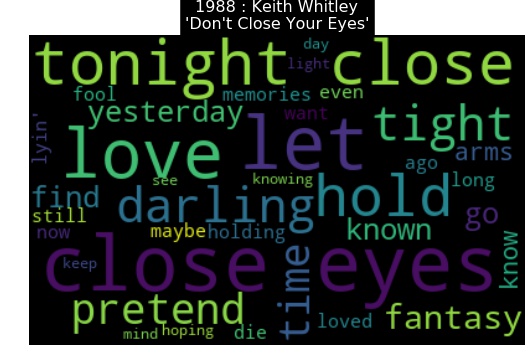 1988 : Keith Whitley
'Don't Close Your Eyes'
day
tonight close
light
fool memories even
want
yesterday
tight
lyin'
love let
ago arms
see knowing long
find darling hold
still
go
now maybe holding known
know
close eyes
keep
time
pretend
fantasy
loved
mind hoping die